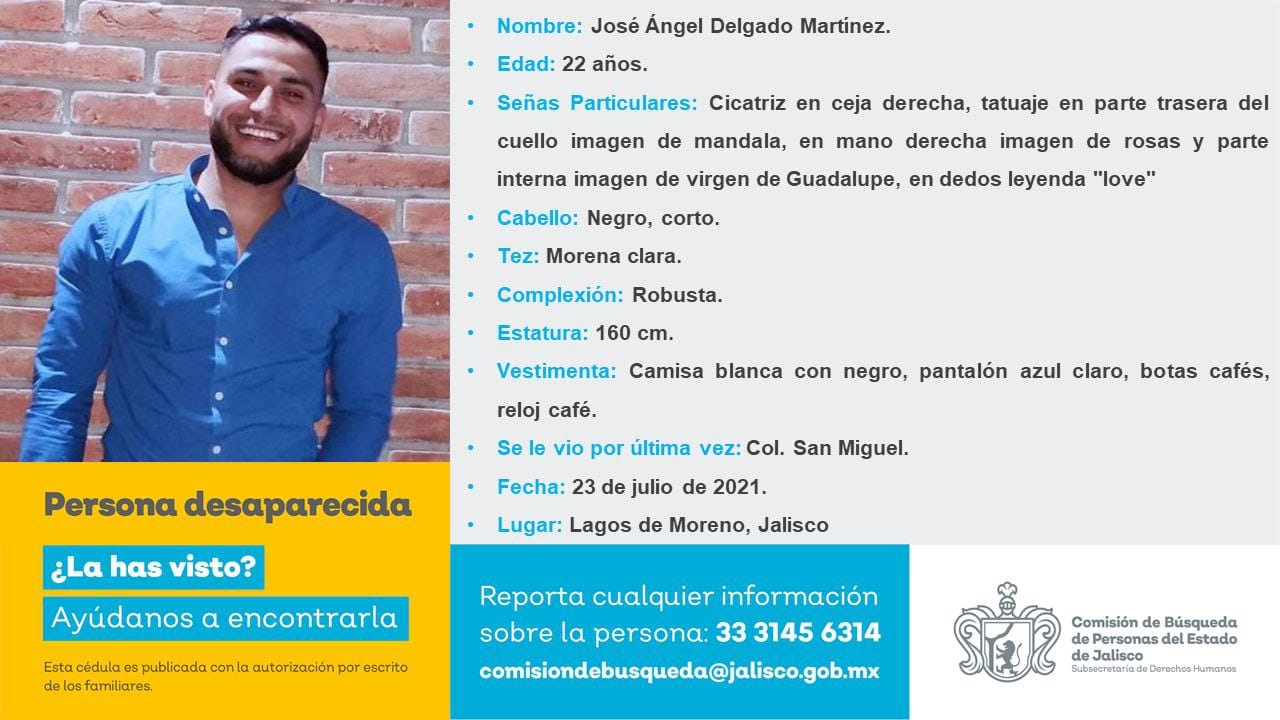 • Nombre: José Ángel Delgado Martínez.
• Edad: 22 años.
• Señas Particulares: Cicatriz en ceja derecha, tatuaje en parte trasera del
cuello imagen de mandala, en mano derecha imagen de rosas y parte
interna imagen de virgen de Guadalupe, en dedos leyenda "love"
• Cabello: Negro, corto.
• Tez: Morena clara.
• Complexión: Robusta.
• Estatura: 160 cm.
• Vestimenta: Camisa blanca con negro, pantalón azul claro, botas cafés,
reloj café.
• Se le vio por última vez: Col. San Miguel.
• Fecha: 23 de julio de 2021.
• Lugar: Lagos de Moreno, Jalisco
Persona desaparecida
¿La has visto?
Ayúdanos a encontrarla
Esta cédula es publicada con la autorización por escrito
de los familiares.
Reporta cualquier información
sobre la persona: 33 3145 6314
comisiondebusqueda@jalisco.gob.mx
Comisión de Búsqueda
de Personas del Estado
de Jalisco
Subsecretaría de Derechos Humanos